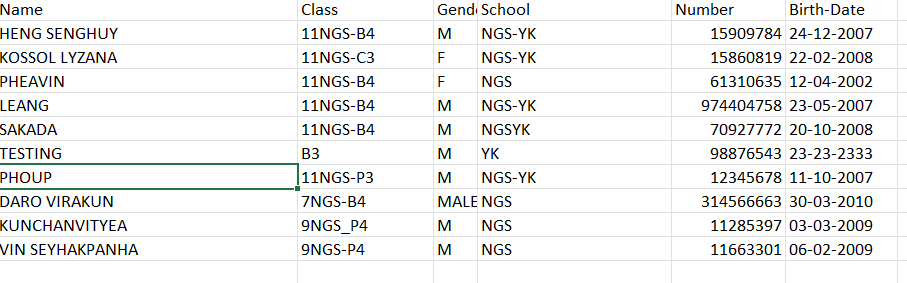 Name Class Gende School Number Birth-Date
HENG SENGHUY 11NGS-B4 M NGS-YK 15909784 24-12-2007
KOSSOL LYZANA 11NGS-C3 F NGS-YK 15860819 22-02-2008
PHEAVIN 11NGS-B4 F NGS 61310635 12-04-2002
LEANG 11NGS-B4 M NGS-YK 974404758 23-05-2007
SAKADA 11NGS-B4 M NGSYK 70927772 20-10-2008
TESTING B3 M YK 98876543 23-23-2333
PHOUP 11NGS-P3 M NGS-YK 12345678 11-10-2007
DARO VIRAKUN 7NGS-B4 MALE NGS 314566663 30-03-2010
KUNCHANVITYEA 9NGS_P4 M NGS 11285397 03-03-2009
VIN SEYHAKPANHA 9NGS-P4 M NGS 11663301 06-02-2009